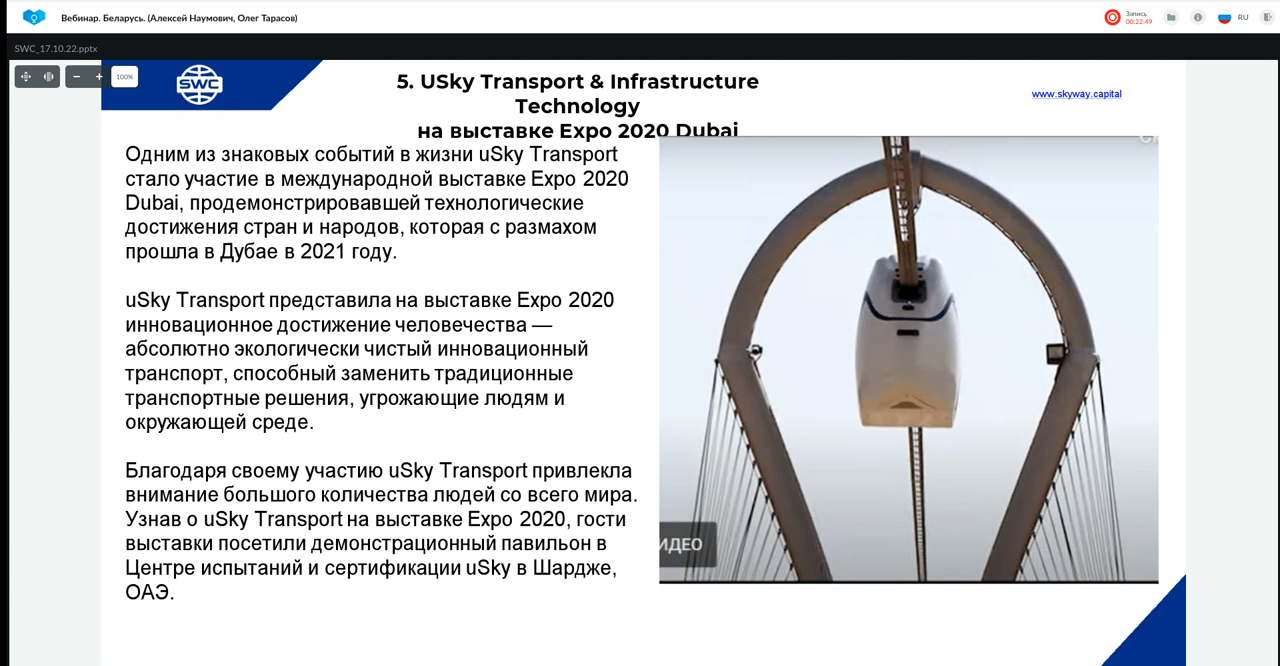 Вебинар. Беларусь. (Алексей Наумович, Олег Тарасов)
Запись
00:22:49
RU
SWC_17.10.22.pptx
100%
SWC
5. USky Transport & Infrastructure
Technology
на выставке Expo 2020 Dubai
www.skyway.capital
Одним из знаковых событий в жизни uSky Transport
стало участие в международной выставке Expo 2020
Dubai, продемонстрировавшей технологические
достижения стран и народов, которая с размахом
прошла в Дубае в 2021 году.
uSky Transport представила на выставке Expo 2020
инновационное достижение человечества —
абсолютно экологически чистый инновационный
транспорт, способный заменить традиционные
транспортные решения, угрожающие людям и
окружающей среде.
Благодаря своему участию uSky Transport привлекла
внимание большого количества людей со всего мира.
Узнав о uSky Transport на выставке Expo 2020, гости
выставки посетили демонстрационный павильон в
Центре испытаний и сертификации uSky в Шардже,
ОАЭ.
ИДЕО